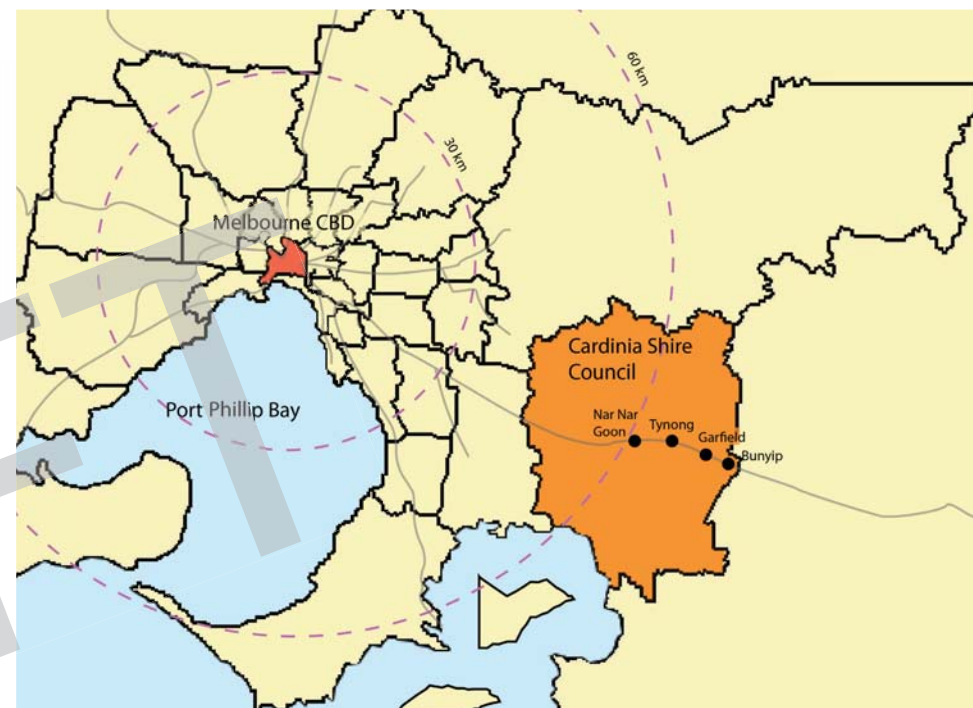 60 km
30 km
Melbourne CBD
Cardinia Shire
Council
Port Phillip Bay
Nar Nar
Goon
Tynong
Garfield
Bunyip